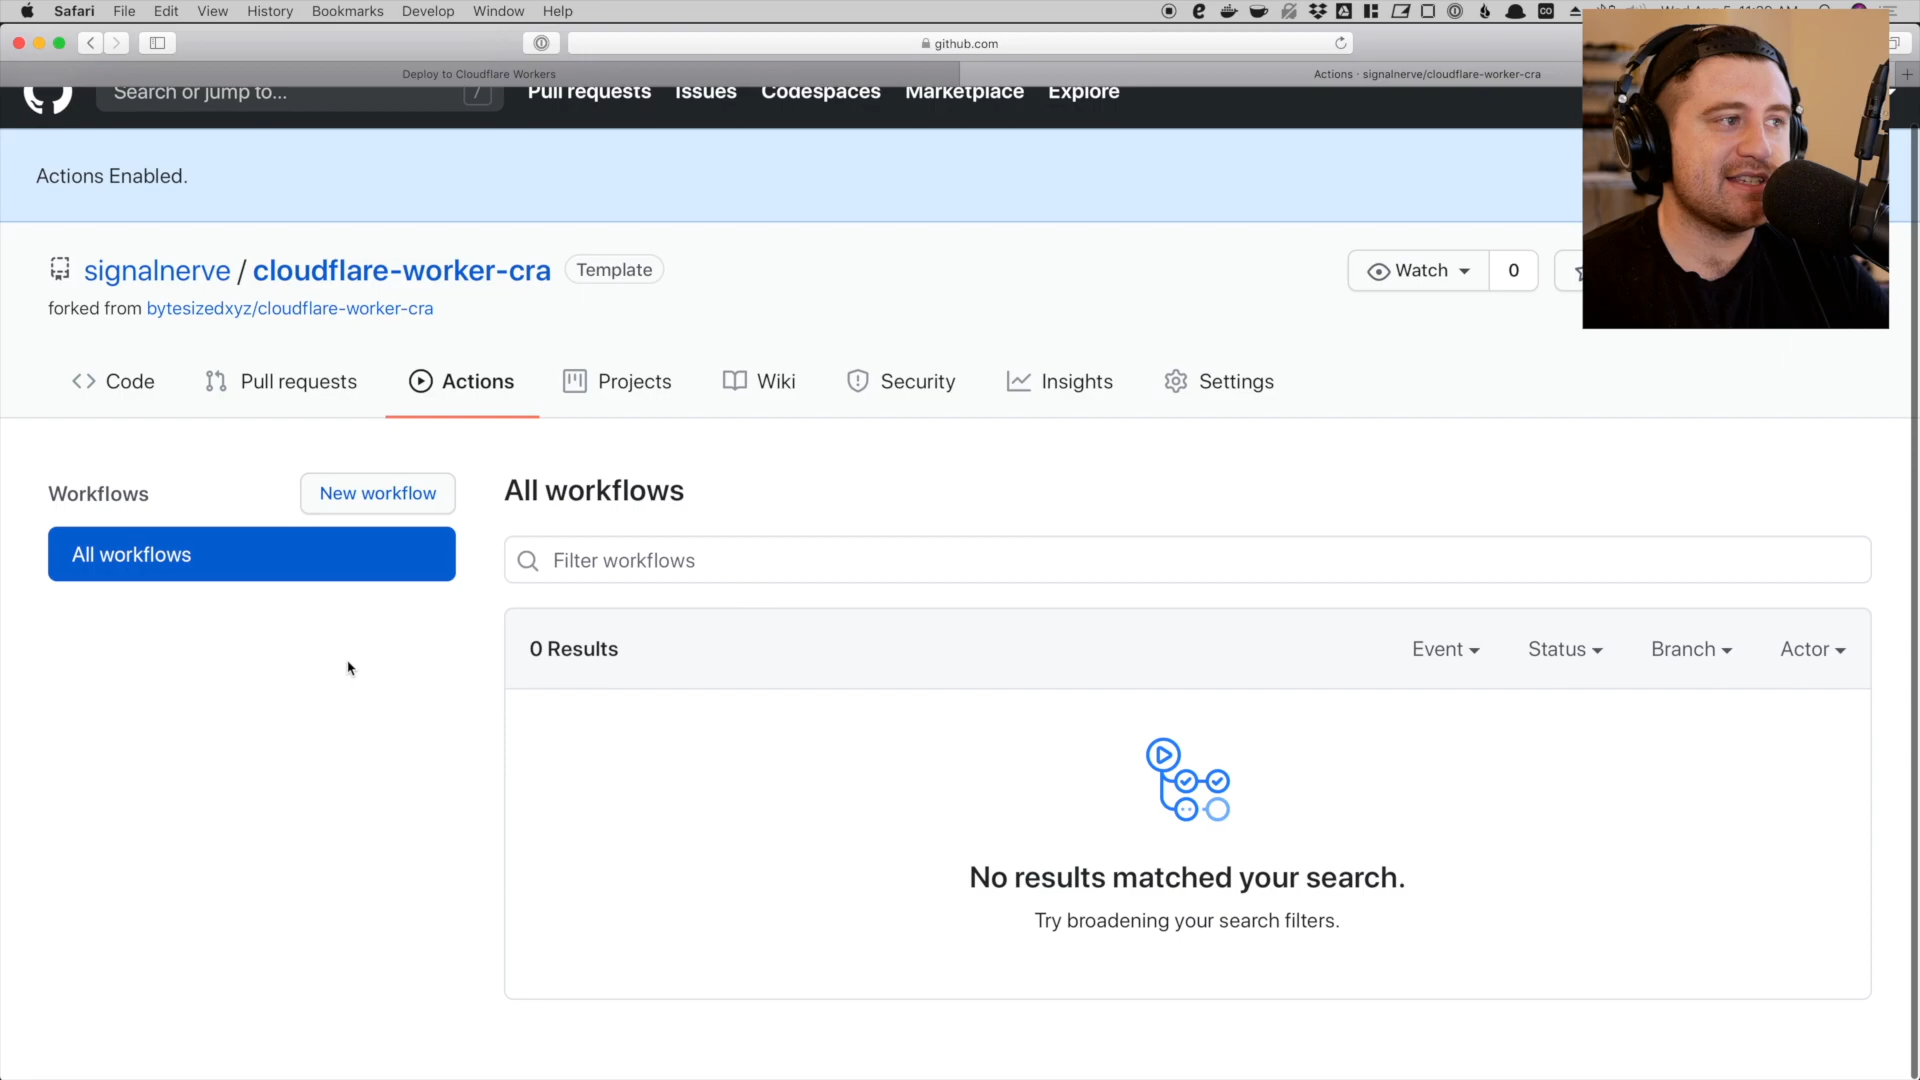 Safari File Edit View History Bookmarks Develop Window Help
github.com
Deploy to Cloudflare Workers
Actions · signalnerve/cloudflare-worker-cra
Search or jump to... /
Pull requests Issues Codespaces Marketplace Explore
Actions Enabled.
signalnerve / cloudflare-worker-cra Template
Watch 0
forked from bytesizedxyz/cloudflare-worker-cra
Code Pull requests Actions Projects Wiki Security Insights Settings
Workflows New workflow
All workflows
All workflows
Filter workflows
0 Results Event Status Branch Actor
No results matched your search.
Try broadening your search filters.